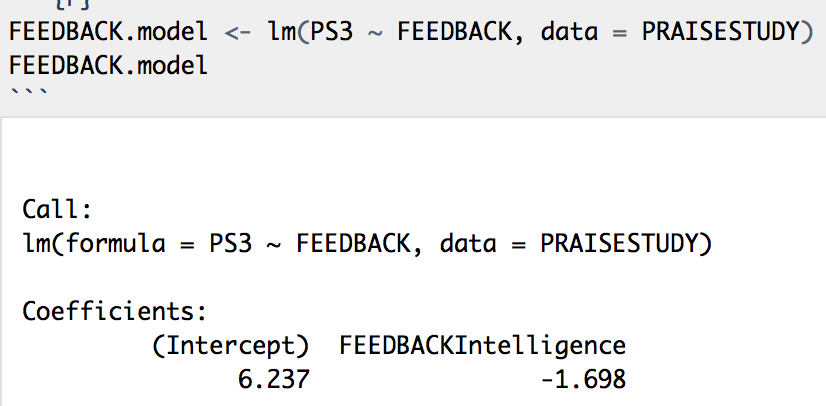 FEEDBACK.model <- lm(PS3 ~ FEEDBACK, data = PRAISESTUDY)
FEEDBACK.model
```
Call:
lm(formula = PS3 ~ FEEDBACK, data = PRAISESTUDY)
Coefficients:
(Intercept) FEEDBACKIntelligence
6.237 -1.698